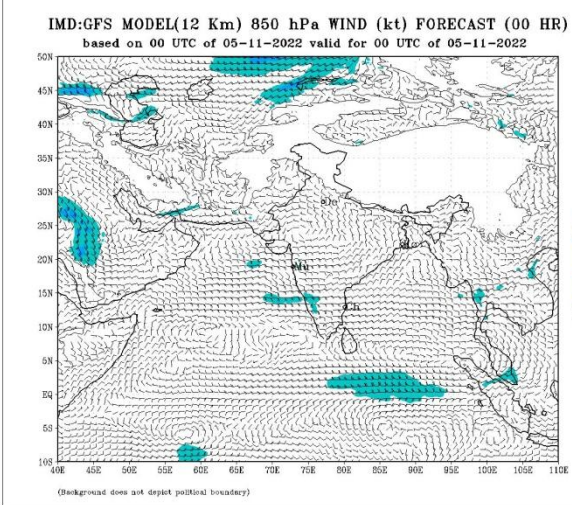 IMD:GFS MODEL(12 Km) 850 hPa WIND (kt) FORECAST (00 HR)
based on 00 UTC of 05-11-2022 valid for 00 UTC of 05-11-2022
50N
45N
40N
35N
30N
25N
20N
15N
10N
5N
EQ
5S
10S
De
Mu
Ch
40E 45E 50E 55E 60E 65E 70E 75E 80E 85E 90E 95E 100E 105E 110E
(Background does not depict political boundary)